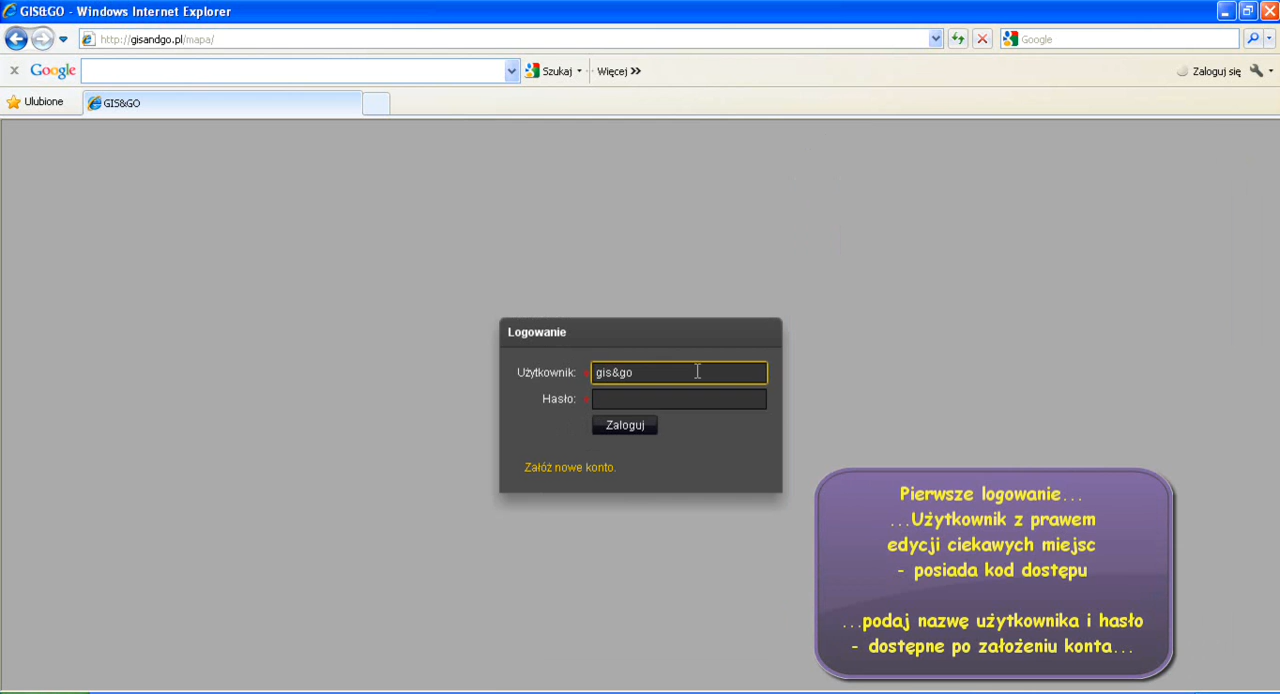 GIS&GO - Windows Internet Explorer
http://gisandgo.pl/mapa/
Google
x Google Szukaj Więcej >> Zaloguj się
Ulubione GIS&GO
Logowanie
Użytkownik: gis&go
Hasło:
Zaloguj
Załóż nowe konto.
Pierwsze logowanie...
...Użytkownik z prawem
edycji ciekawych miejsc
- posiada kod dostępu
...podaj nazwę użytkownika i hasło
- dostępne po założeniu konta...